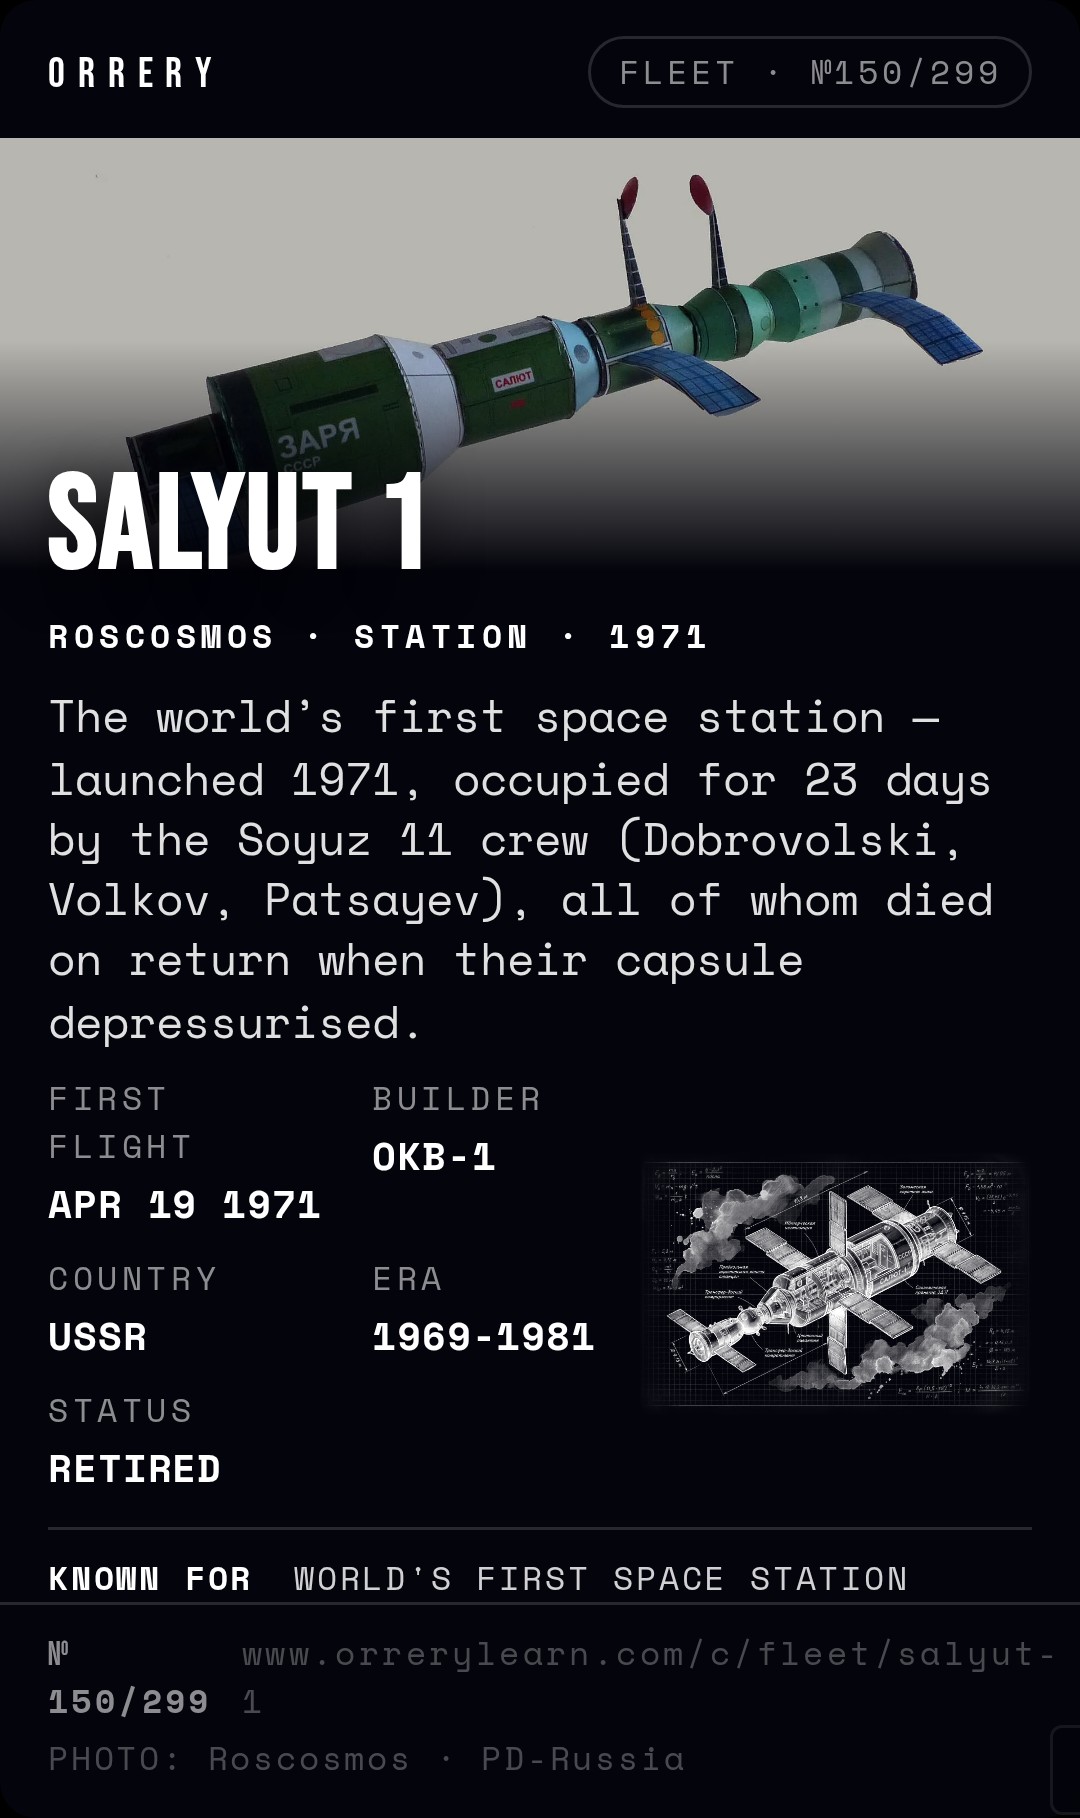 ORRERY
FLEET · №150/299
САЛЮТ
ЗАРЯ
СССР
SALYUT 1
ROSCOSMOS · STATION · 1971
The world’s first space station —
launched 1971, occupied for 23 days
by the Soyuz 11 crew (Dobrovolski,
Volkov, Patsayev), all of whom died
on return when their capsule
depressurised.
FIRST
FLIGHT
APR 19 1971
BUILDER
OKB-1
COUNTRY
USSR
ERA
1969-1981
STATUS
RETIRED
KNOWN FOR WORLD'S FIRST SPACE STATION
№
150/299
www.orrerylearn.com/c/fleet/salyut-
1
PHOTO: Roscosmos · PD-Russia